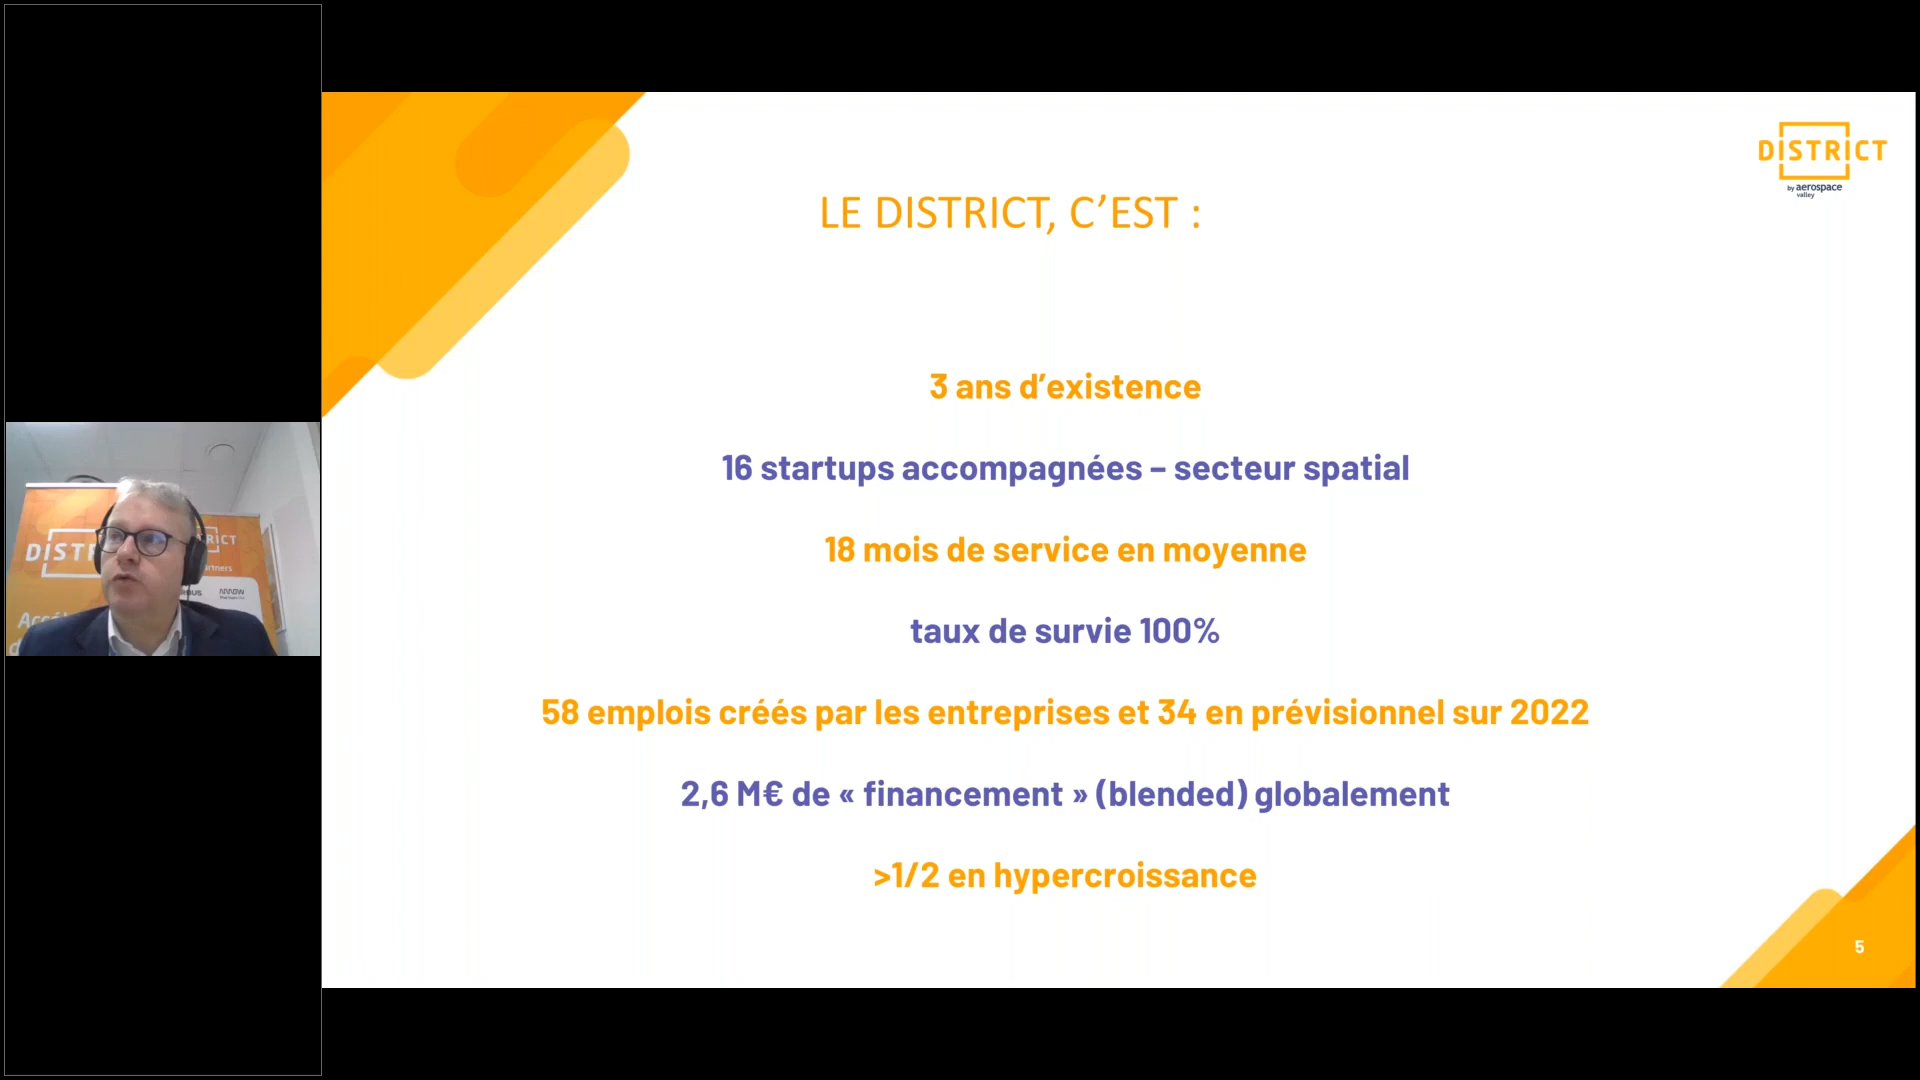 DISTRICT
by aerospace
valley
LE DISTRICT, C’EST :
3 ans d’existence
16 startups accompagnées – secteur spatial
18 mois de service en moyenne
taux de survie 100%
58 emplois créés par les entreprises et 34 en prévisionnel sur 2022
2,6 M€ de « financement » (blended) globalement
>1/2 en hypercroissance
5